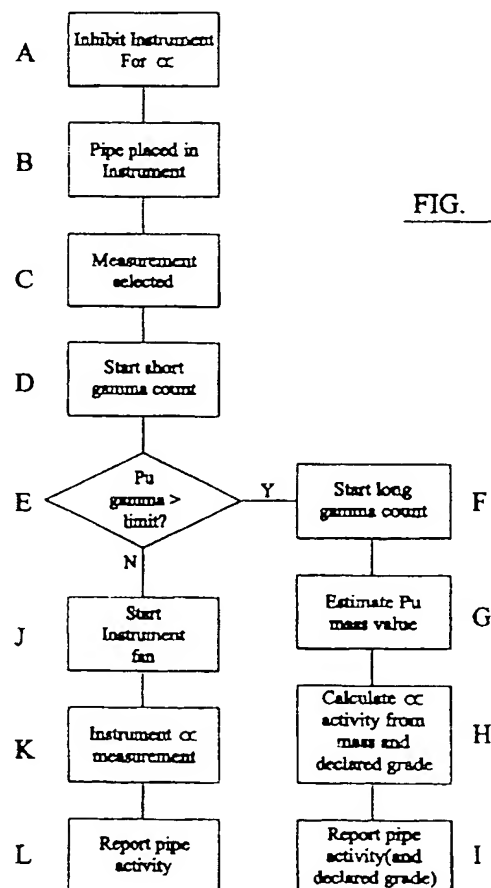 A
Inhibit Instrument
For ∝
B
Pipe placed in
Instrument
FIG.
C
Measurement
selected
D
Start short
gamma count
E
Pu
gamma >
limit?
Y
Start long
gamma count
F
N
J
Start
Instrument
fan
Estimate Pu
mass value
G
K
Instrument ∝
measurement
Calculate ∝
activity from
mass and
declared grade
H
L
Report pipe
activity
Report pipe
activity(and
declared grade)
I